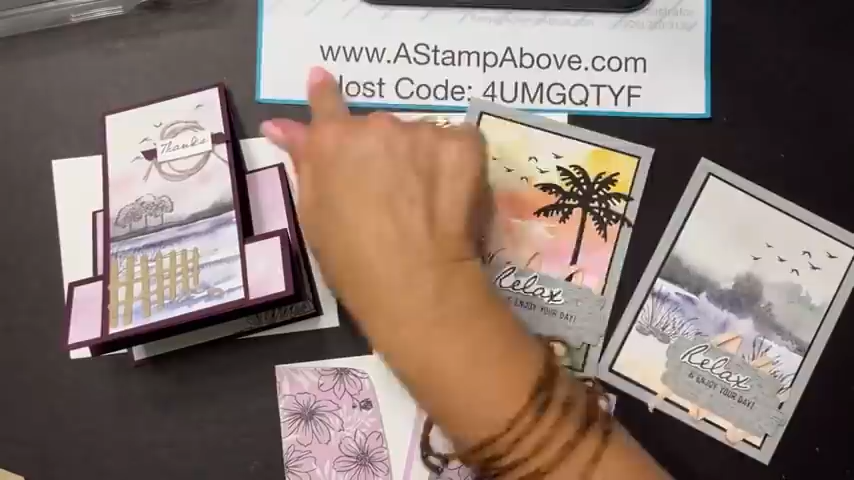 www.AStampAbove.com
Host Code: 4UMGQTYF
Thanks
Relax
& ENJOY YOUR DAY!
Relax
& ENJOY YOUR DAY!